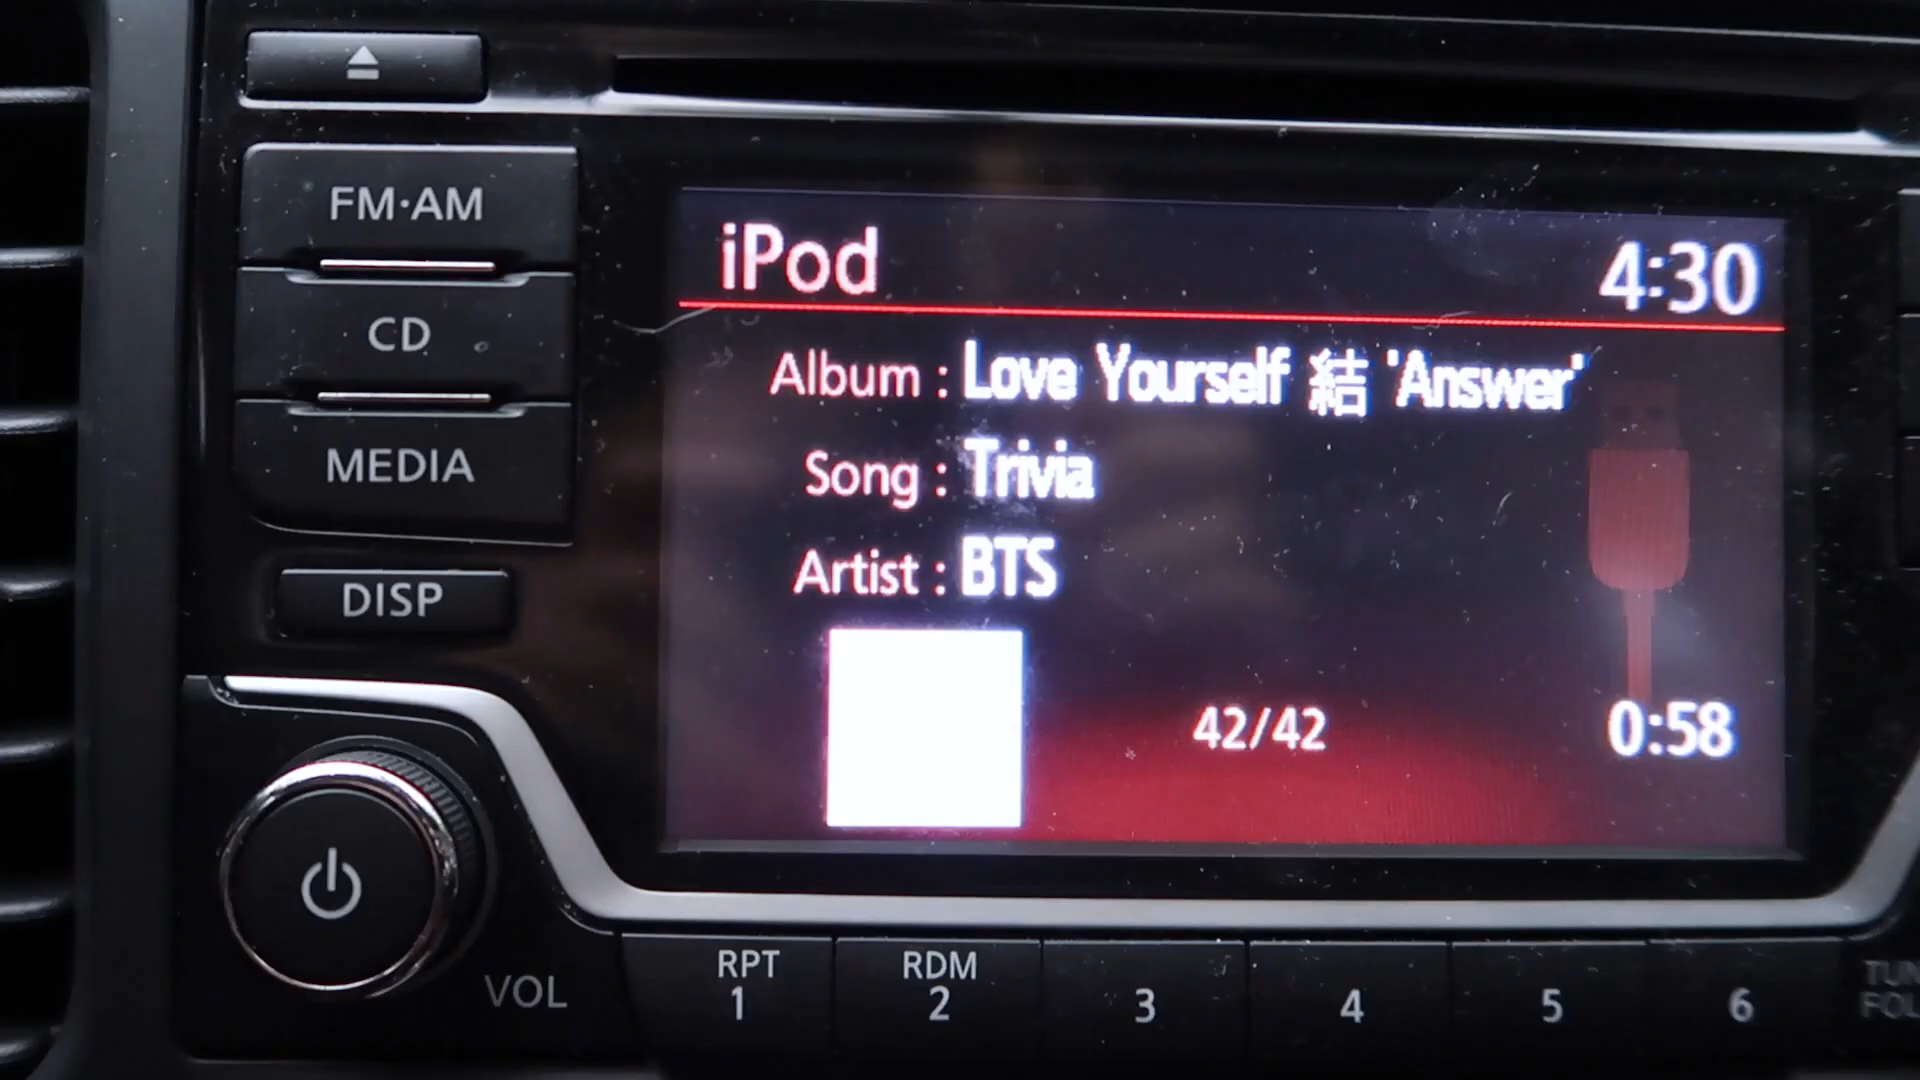 FM·AM
CD
MEDIA
DISP
VOL
iPod 4:30
Album : Love Yourself 結 'Answer'
Song : Trivia
Artist : BTS
42/42 0:58
RPT RDM
1 2 3 4 5 6